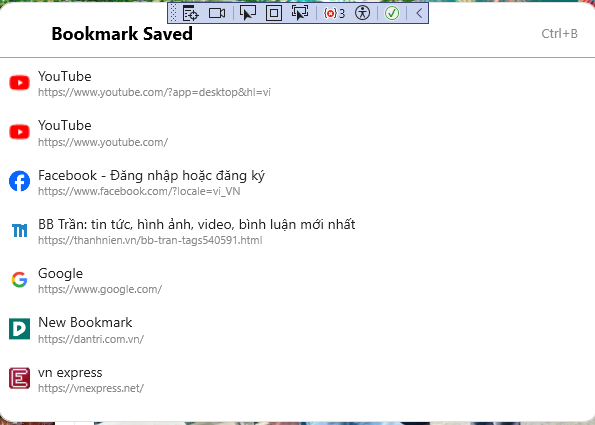 3
Bookmark Saved
Ctrl+B
YouTube
https://www.youtube.com/?app=desktop&hl=vi
YouTube
https://www.youtube.com/
Facebook - Đăng nhập hoặc đăng ký
https://www.facebook.com/?locale=vi_VN
BB Trần: tin tức, hình ảnh, video, bình luận mới nhất
https://thanhnien.vn/bb-tran-tags540591.html
Google
https://www.google.com/
New Bookmark
https://dantri.com.vn/
vn express
https://vnexpress.net/